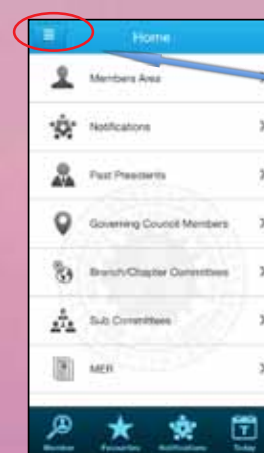 Home
Members Area
Notifications
Past Presidents
Governing Council Members
Branch/Chapter Committees
Sub Committees
MER
Member
Favourites
Notifications
7
Today